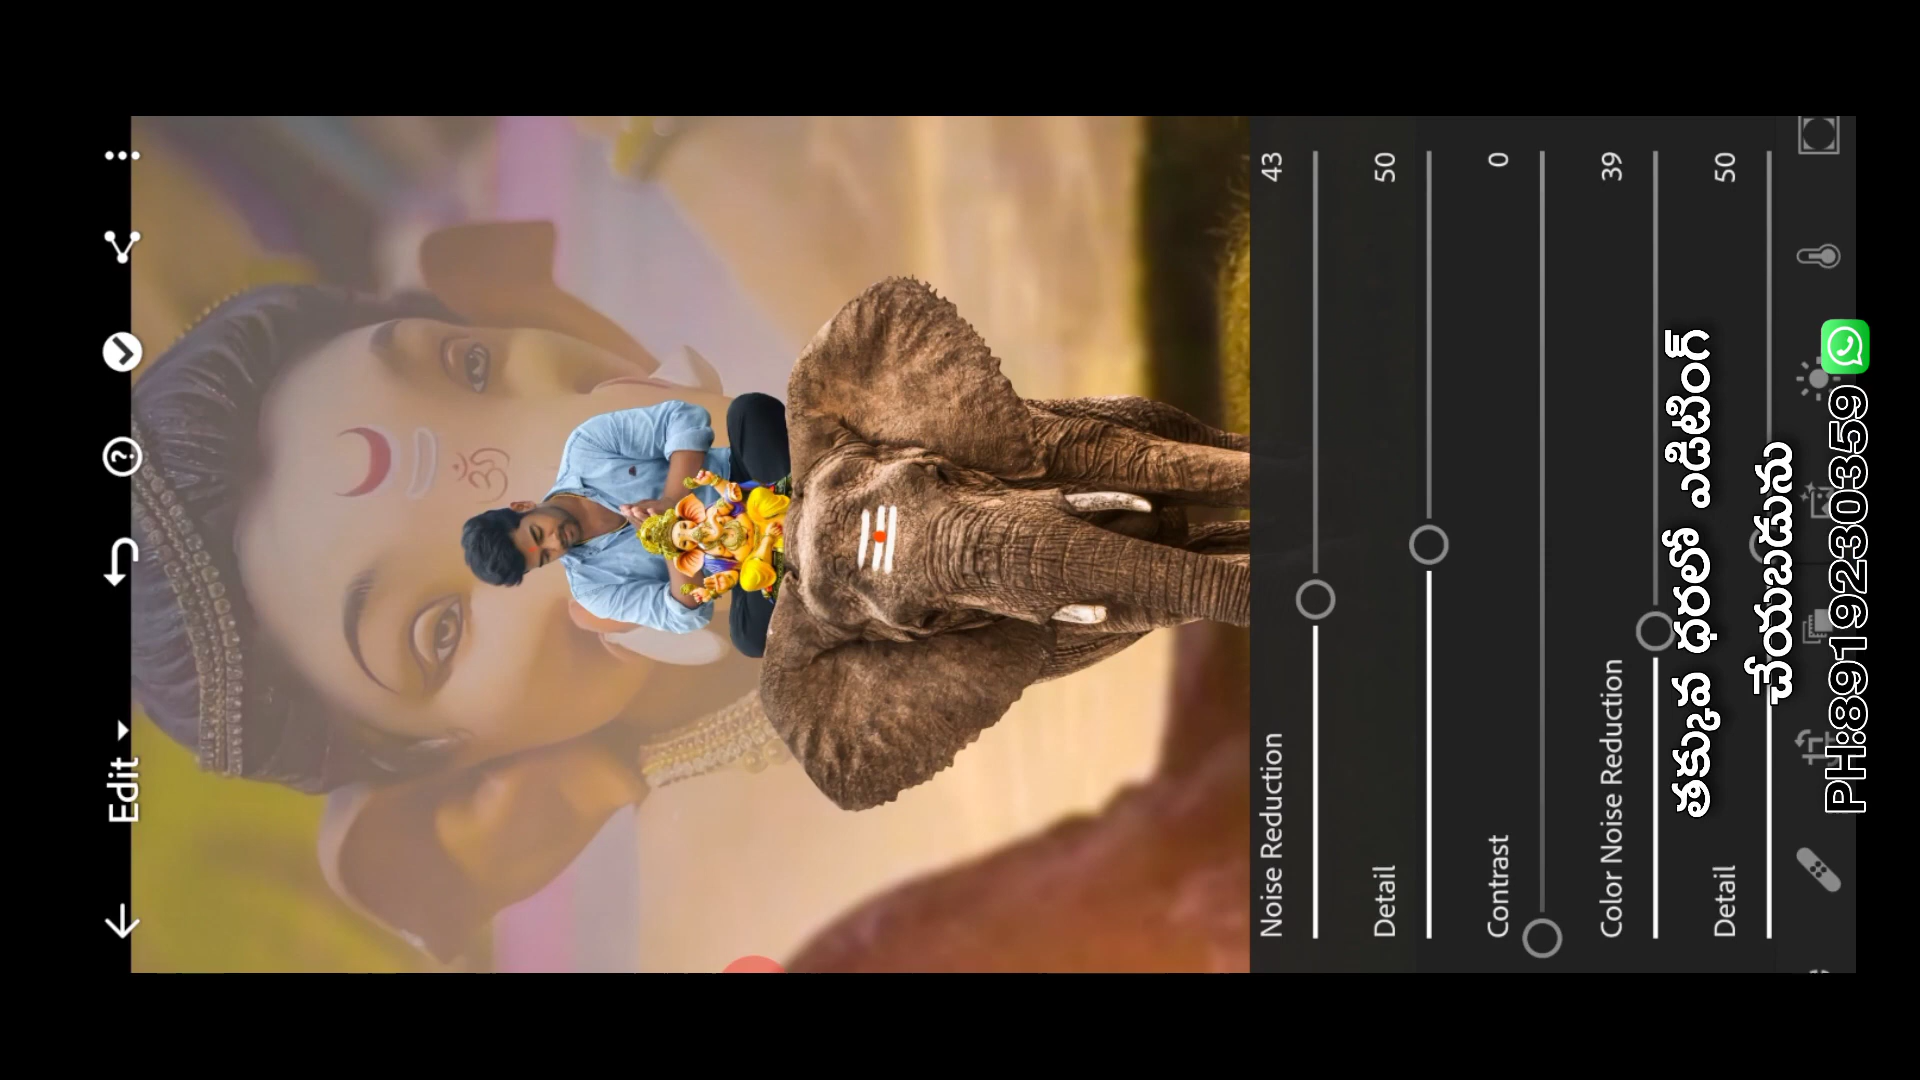 Edit
ॐ
Noise Reduction 43
Detail 50
Contrast 0
Color Noise Reduction 39
Detail 50
తక్కువ ధరలో ఎడిటింగ్
చేయబడును
PH:8919230359